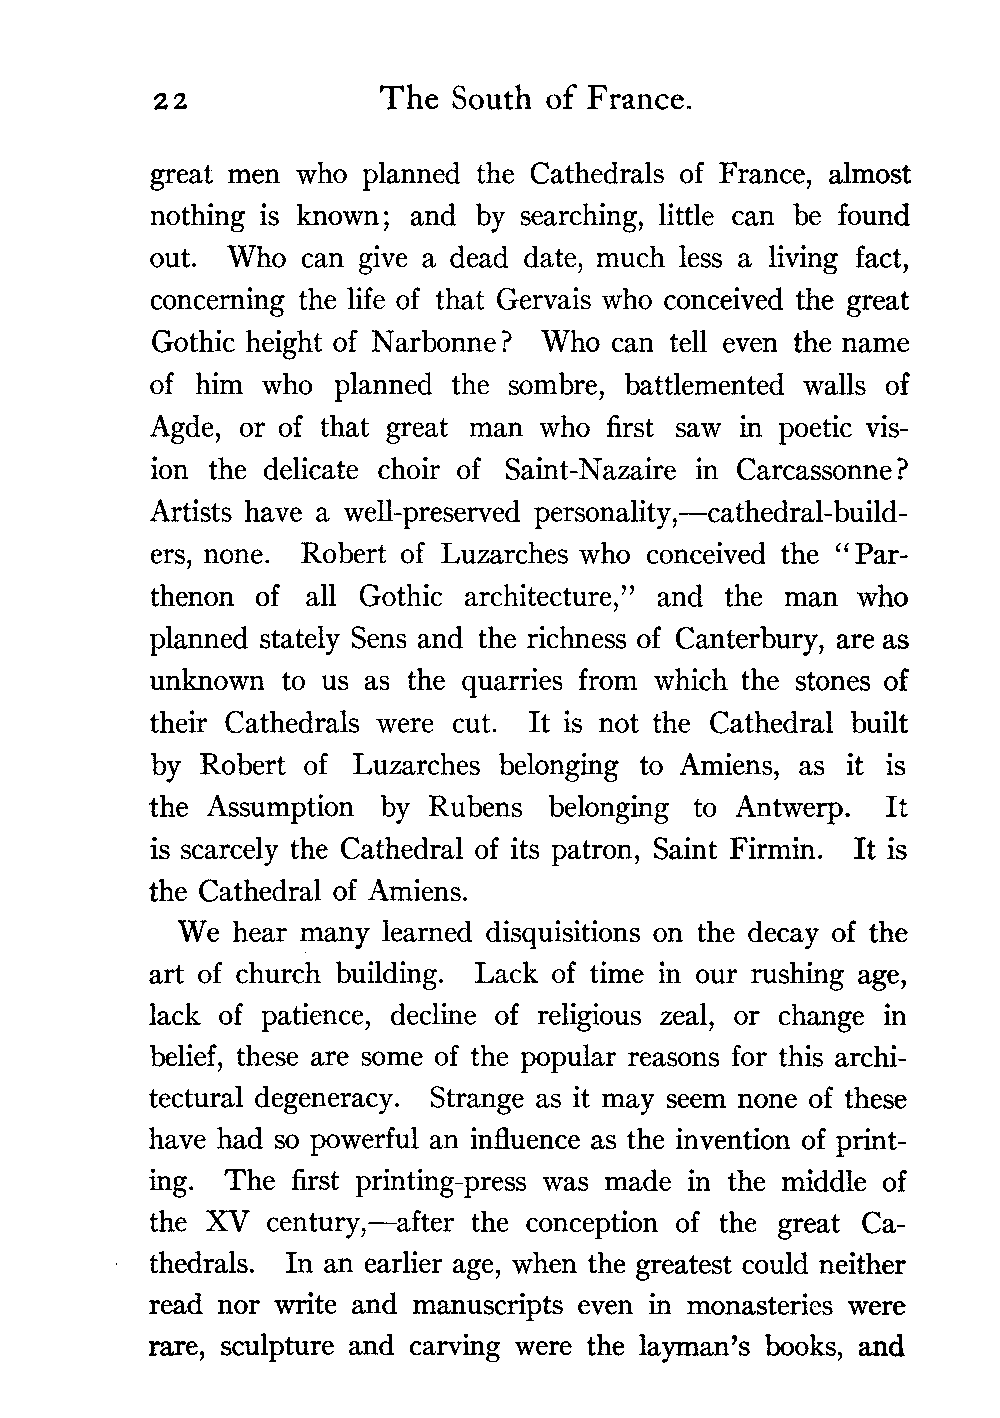 22 The South of France.
great men who planned the Cathedrals of France, almost
nothing is known; and by searching, little can be found
out. Who can give a dead date, much less a living fact,
concerning the life of that Gervais who conceived the great
Gothic height of Narbonne? Who can tell even the name
of him who planned the sombre, battlemented walls of
Agde, or of that great man who first saw in poetic vis-
ion the delicate choir of Saint-Nazaire in Carcassonne?
Artists have a well-preserved personality,—cathedral-build-
ers, none. Robert of Luzarches who conceived the “Par-
thenon of all Gothic architecture,” and the man who
planned stately Sens and the richness of Canterbury, are as
unknown to us as the quarries from which the stones of
their Cathedrals were cut. It is not the Cathedral built
by Robert of Luzarches belonging to Amiens, as it is
the Assumption by Rubens belonging to Antwerp. It
is scarcely the Cathedral of its patron, Saint Firmin. It is
the Cathedral of Amiens.
We hear many learned disquisitions on the decay of the
art of church building. Lack of time in our rushing age,
lack of patience, decline of religious zeal, or change in
belief, these are some of the popular reasons for this archi-
tectural degeneracy. Strange as it may seem none of these
have had so powerful an influence as the invention of print-
ing. The first printing-press was made in the middle of
the XV century,—after the conception of the great Ca-
thedrals. In an earlier age, when the greatest could neither
read nor write and manuscripts even in monasteries were
rare, sculpture and carving were the layman’s books, and